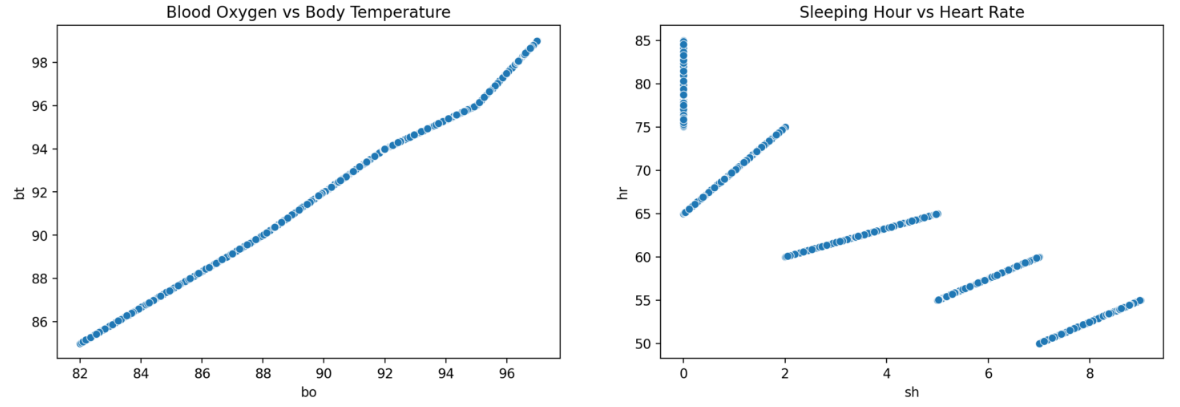 Blood Oxygen vs Body Temperature
98
96
94
92
90
88
86
bt
82 84 86 88 90 92 94 96
bo
Sleeping Hour vs Heart Rate
85
80
75
70
65
60
55
50
hr
0 2 4 6 8
sh